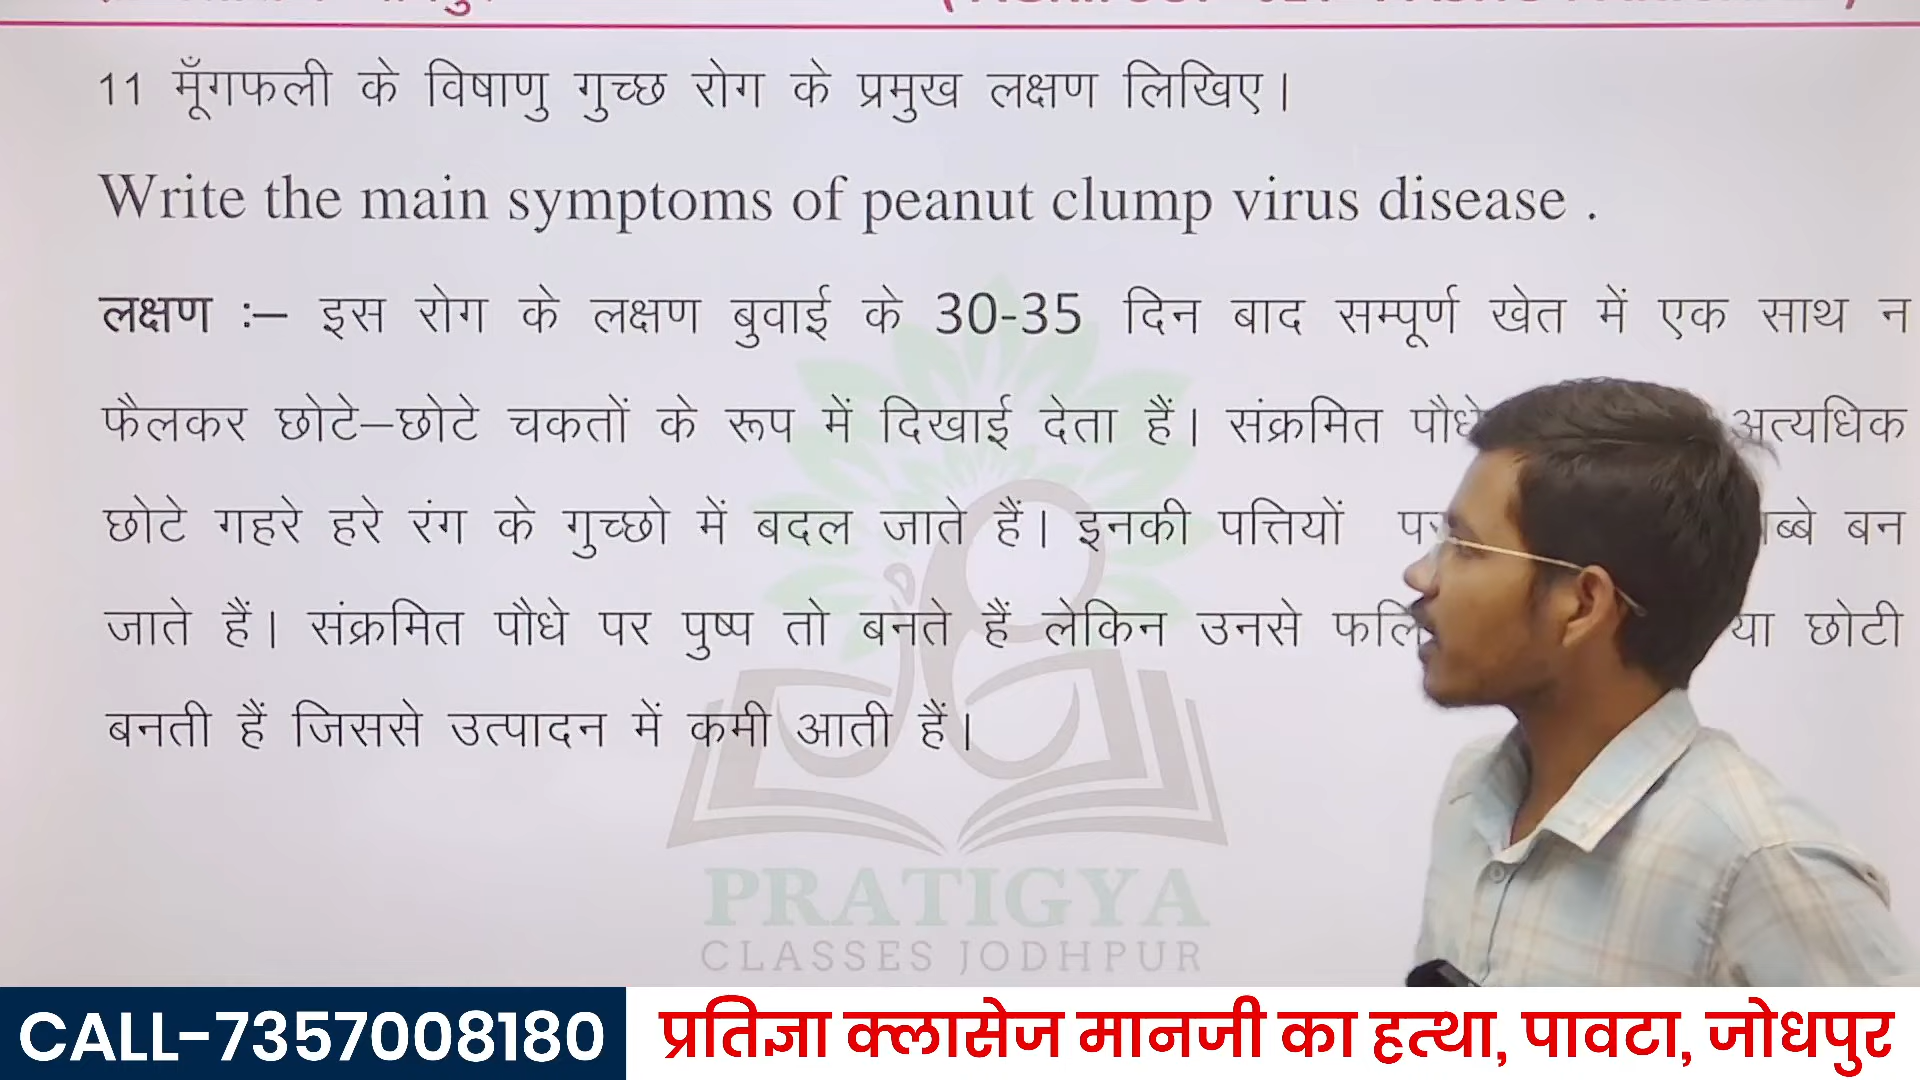 11 मूँगफली के विषाणु गुच्छ रोग के प्रमुख लक्षण लिखिए।
Write the main symptoms of peanut clump virus disease .
लक्षण :– इस रोग के लक्षण बुवाई के 30-35 दिन बाद सम्पूर्ण खेत में एक साथ न
फैलकर छोटे–छोटे चकतों के रूप में दिखाई देता हैं। संक्रमित अत्यधिक
छोटे गहरे हरे रंग के गुच्छो में बदल जाते हैं। इनकी पत्तियों बन
जाते हैं। संक्रमित पौधे पर पुष्प तो बनते हैं लेकिन उनसे छोटी
बनती हैं जिससे उत्पादन में कमी आती हैं।
PRATIGYA
CLASSES JODHPUR
CALL-7357008180 प्रतिज्ञा क्लासेज मानजी का हत्था, पावटा, जोधपुर